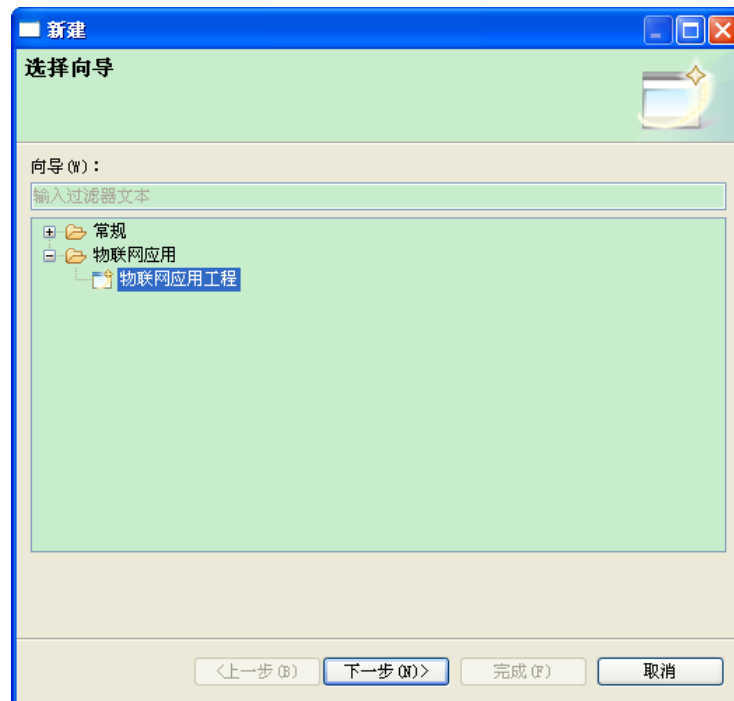 新建
选择向导
向导(W):
输入过滤器文本
常规
物联网应用
物联网应用工程
<上一步(B)
下一步(N)>
完成(F)
取消